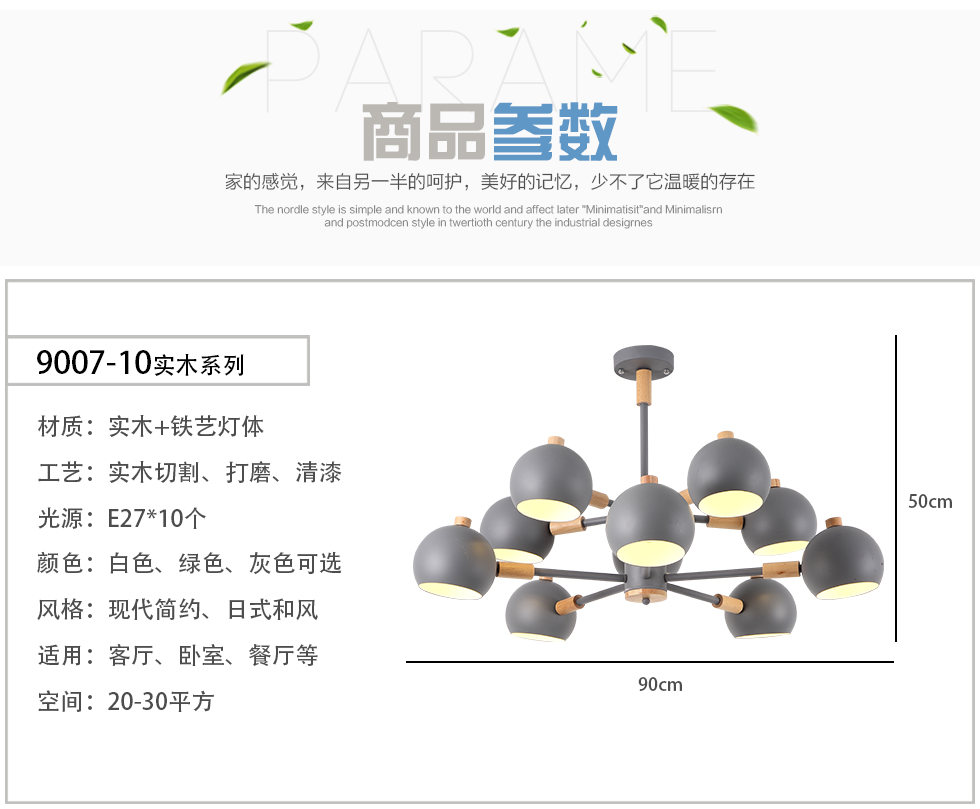 PARAME
商品参数
家的感觉，来自另一半的呵护，美好的记忆，少不了它温暖的存在
The nordle style is simple and known to the world and affect later "Minimatisit"and Minimalisrn
and postmodcen style in twertioth century the industrial desigrnes
9007-10实木系列
材质：实木+铁艺灯体
工艺：实木切割、打磨、清漆
光源：E27*10个
颜色：白色、绿色、灰色可选
风格：现代简约、日式和风
适用：客厅、卧室、餐厅等
空间：20-30平方
50cm
90cm